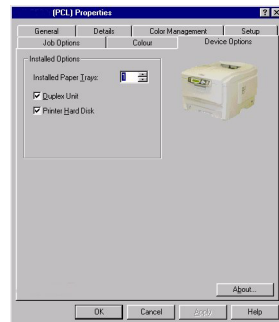 (PCL) Properties
General Details Color Management Setup
Job Options Colour Device Options
Installed Options
Installed Paper Trays: 1
Duplex Unit
Printer Hard Disk
About...
OK Cancel Apply Help